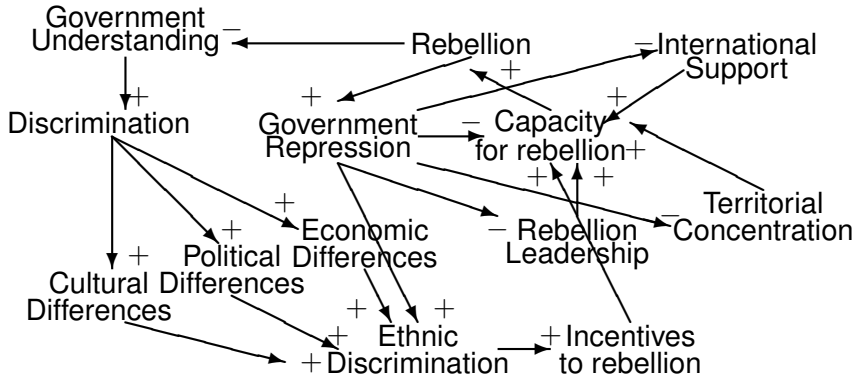 Government
Understanding −
Rebellion
− International
Support
+
+
+
+
Discrimination
Government
Repression
−
Capacity
for rebellion +
+
+
+
+
Territorial
Concentration
−
Economic
Differences
− Rebellion
Leadership
+
Political
Differences
+
Cultural
Differences
+
+
+
Ethnic
Discrimination
+
+ Incentives
to rebellion